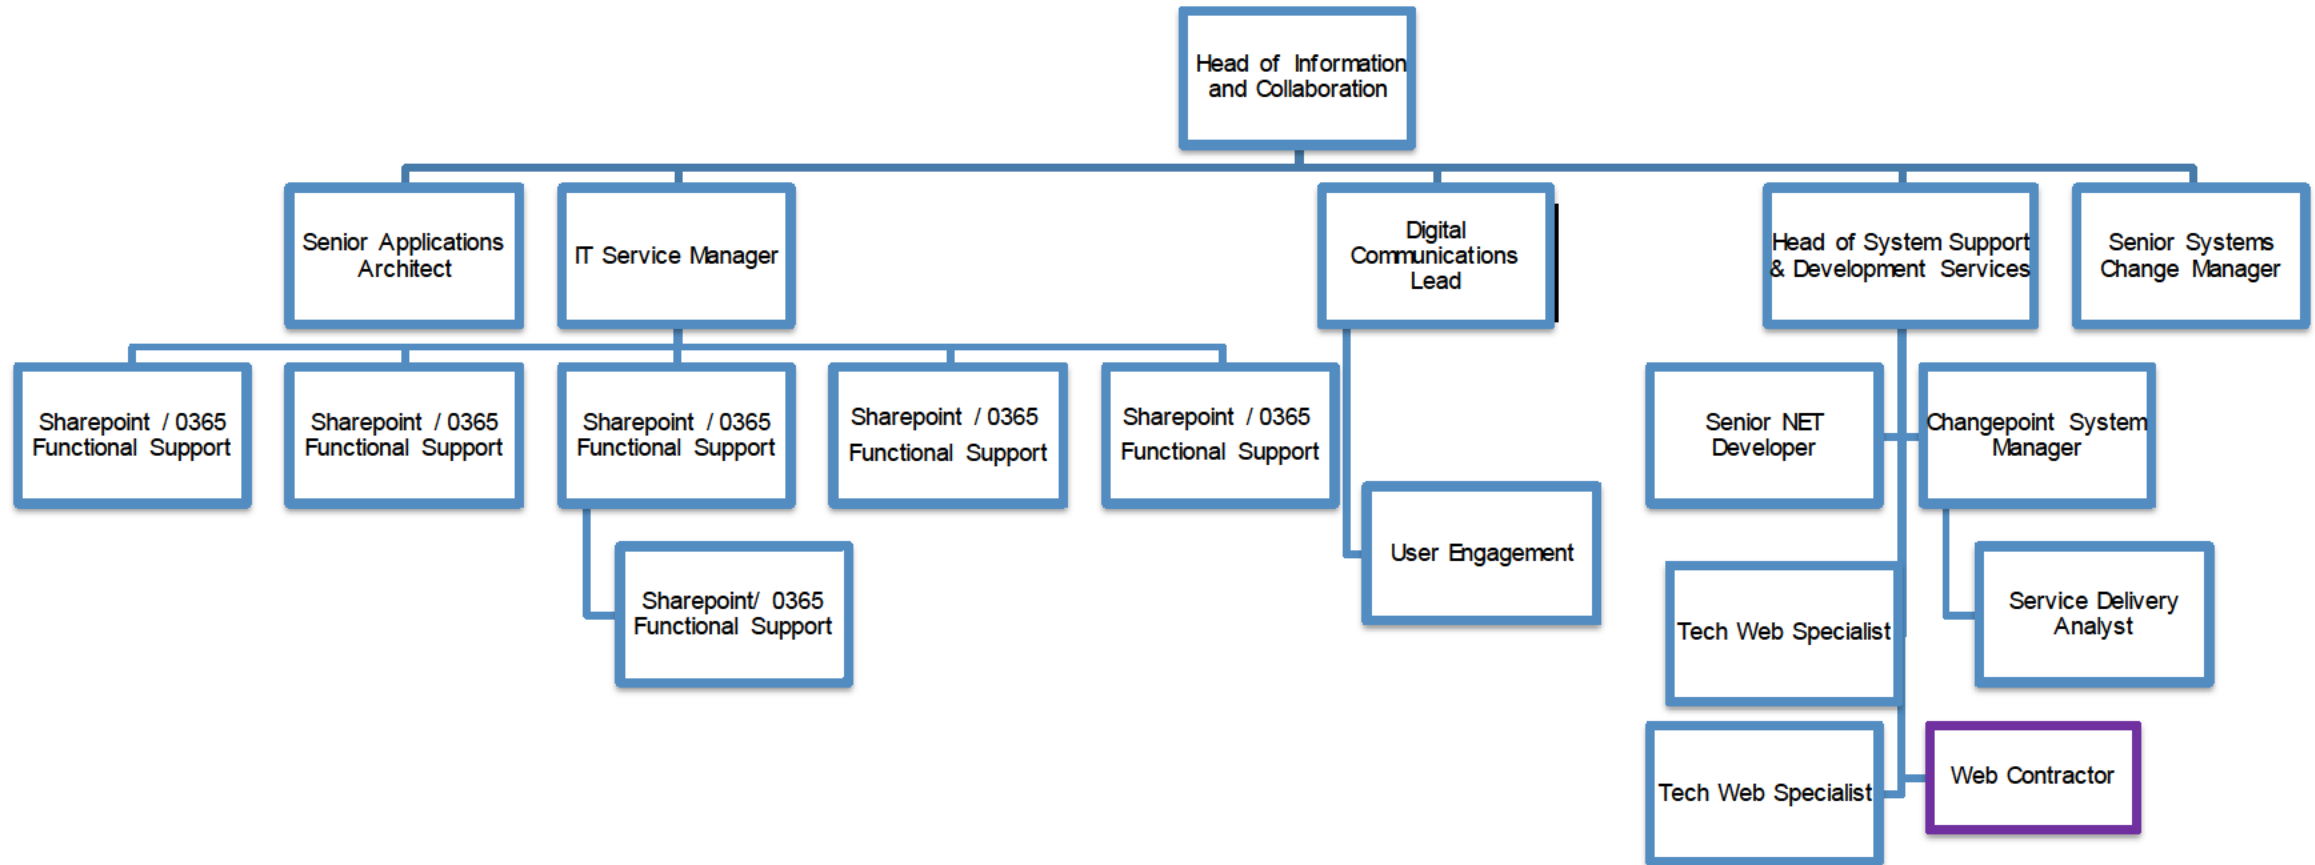 Head of Information
and Collaboration
Senior Applications
Architect
IT Service Manager
Digital
Communications
Lead
Head of System Support
& Development Services
Senior Systems
Change Manager
Sharepoint / 0365
Functional Support
Sharepoint / 0365
Functional Support
Sharepoint / 0365
Functional Support
Sharepoint / 0365
Functional Support
Sharepoint / 0365
Functional Support
Senior NET
Developer
Changepoint System
Manager
User Engagement
Sharepoint/ 0365
Functional Support
Tech Web Specialist
Service Delivery
Analyst
Tech Web Specialist
Web Contractor